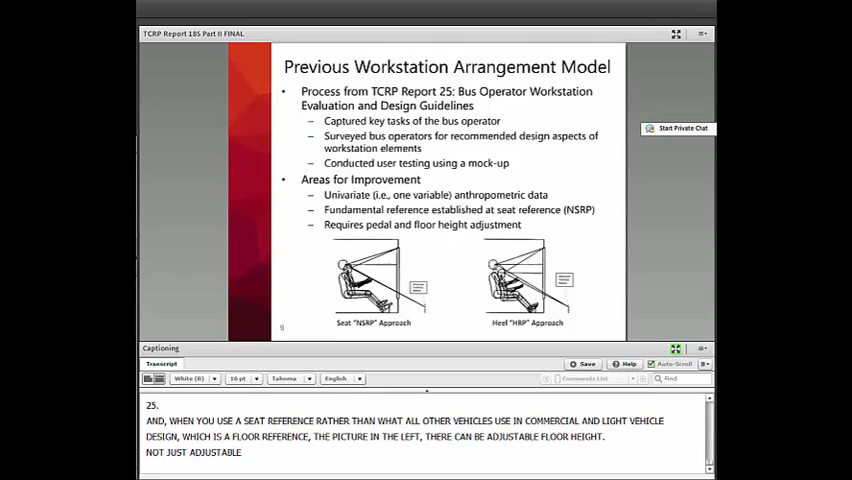 TCRP Report 185 Part II FINAL
Previous Workstation Arrangement Model
• Process from TCRP Report 25: Bus Operator Workstation
Evaluation and Design Guidelines
– Captured key tasks of the bus operator
– Surveyed bus operators for recommended design aspects of
workstation elements
– Conducted user testing using a mock-up
• Areas for Improvement
– Univariate (i.e., one variable) anthropometric data
– Fundamental reference established at seat reference (NSRP)
– Requires pedal and floor height adjustment
Seat "NSRP" Approach
Heel "HRP" Approach
9
Start Private Chat
Captioning
Transcript
Save
Help
Auto-Scroll
White (B)
16 pt
Tahoma
English
Comments List
Find
25.
AND, WHEN YOU USE A SEAT REFERENCE RATHER THAN WHAT ALL OTHER VEHICLES USE IN COMMERCIAL AND LIGHT VEHICLE
DESIGN, WHICH IS A FLOOR REFERENCE, THE PICTURE IN THE LEFT, THERE CAN BE ADJUSTABLE FLOOR HEIGHT.
NOT JUST ADJUSTABLE